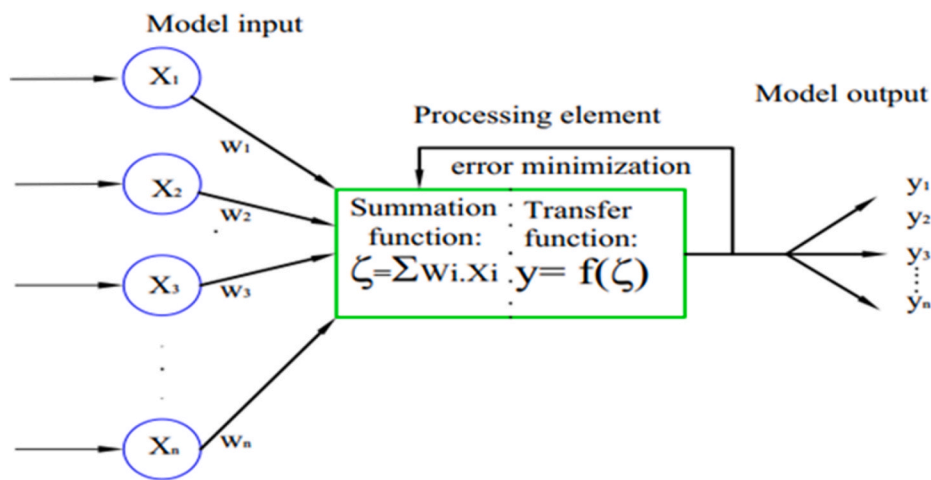 Model input
X₁
Model output
Processing element
w₁
error minimization
X₂
w₂
y₁
y₂
y₃
yₙ
Summation function:
ζ=ΣWi.Xi
Transfer function:
y= f(ζ)
X₃
w₃
Xₙ
wₙ